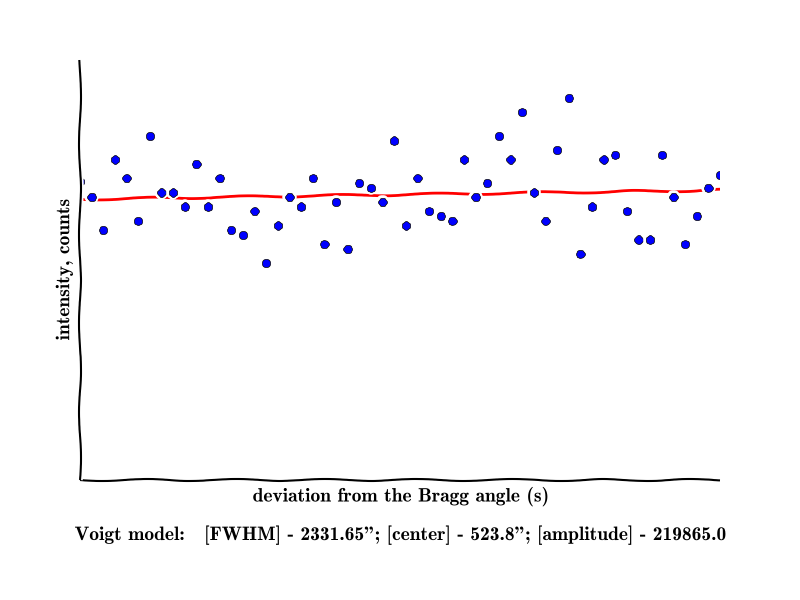 intensity, counts
deviation from the Bragg angle (s)
Voigt model: [FWHM] - 2331.65”; [center] - 523.8”; [amplitude] - 219865.0